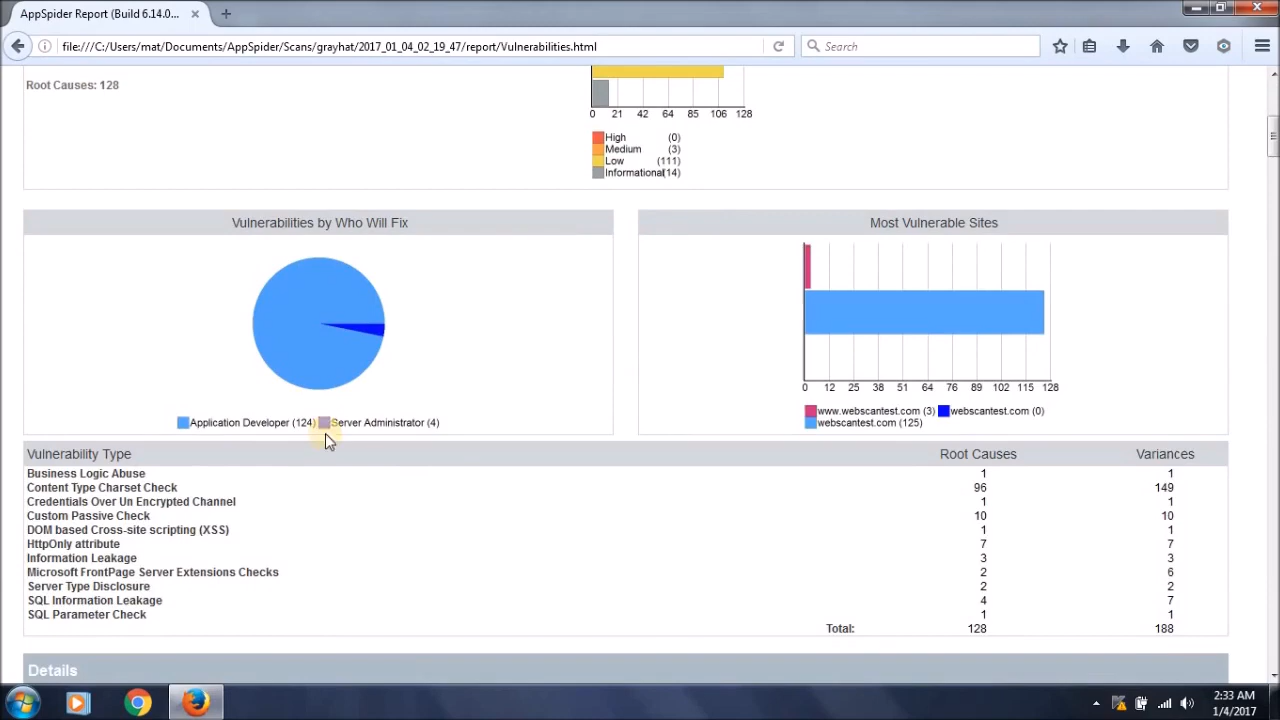 AppSpider Report (Build 6.14.0...
file:///C:/Users/mat/Documents/AppSpider/Scans/greyhat/2017_01_04_02_19_47/report/Vulnerabilities.html
Search
Root Causes: 128
0 21 42 64 85 106 128
High (0)
Medium (3)
Low (111)
Informational(14)
Vulnerabilities by Who Will Fix
Application Developer (124) Server Administrator (4)
Most Vulnerable Sites
0 12 25 38 51 64 76 89 102 115 128
www.webscantest.com (3) webscantest.com (0)
webscantest.com (125)
Vulnerability Type Root Causes Variances
Business Logic Abuse 1 1
Content Type Charset Check 96 149
Credentials Over Un Encrypted Channel 1 1
Custom Passive Check 10 10
DOM based Cross-site scripting (XSS) 1 1
HttpOnly attribute 7 7
Information Leakage 3 3
Microsoft FrontPage Server Extensions Checks 2 6
Server Type Disclosure 2 2
SQL Information Leakage 4 7
SQL Parameter Check 1 1
Total: 128 188
Details
2:33 AM
1/4/2017